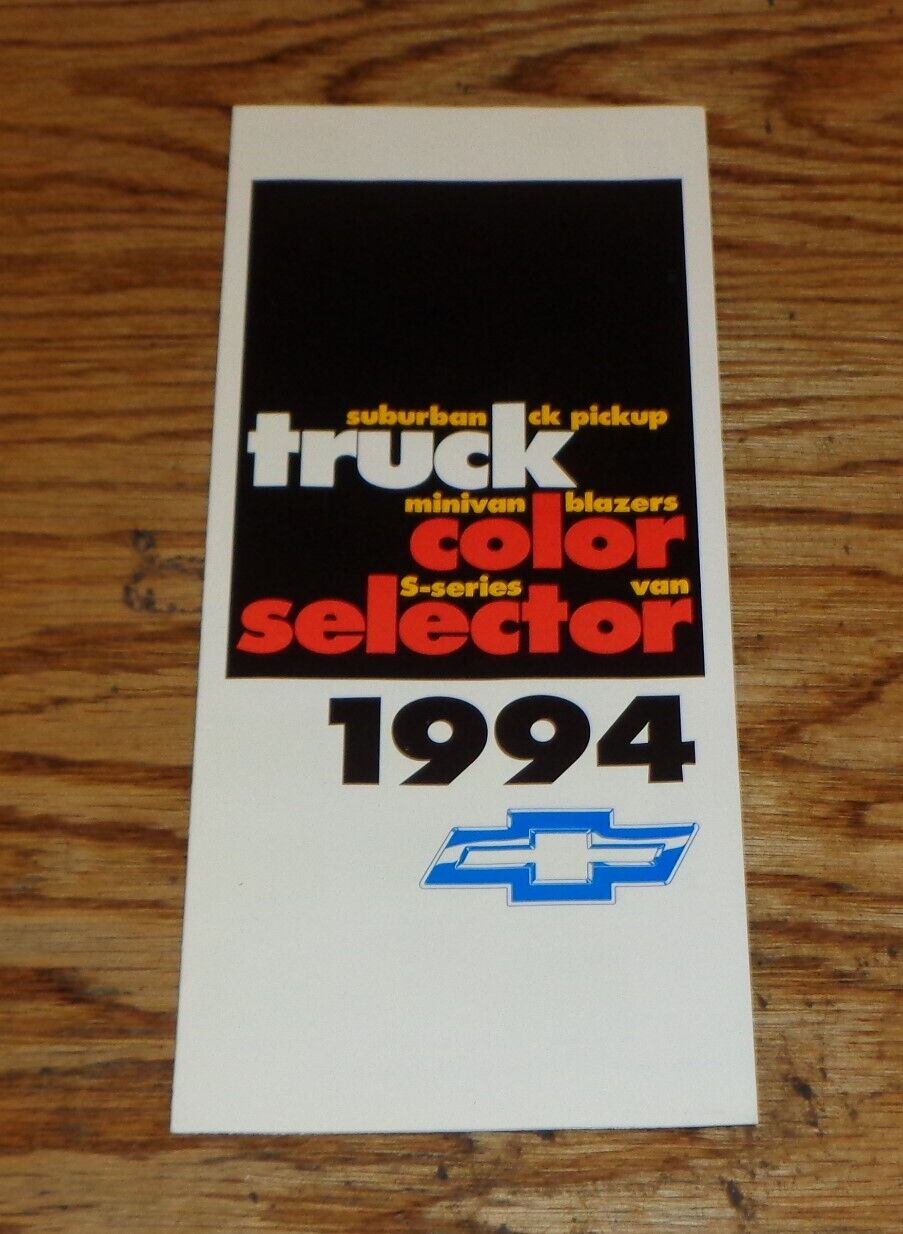 suburban ck pickup
truck
minivan blazers
color
S-series van
selector
1994